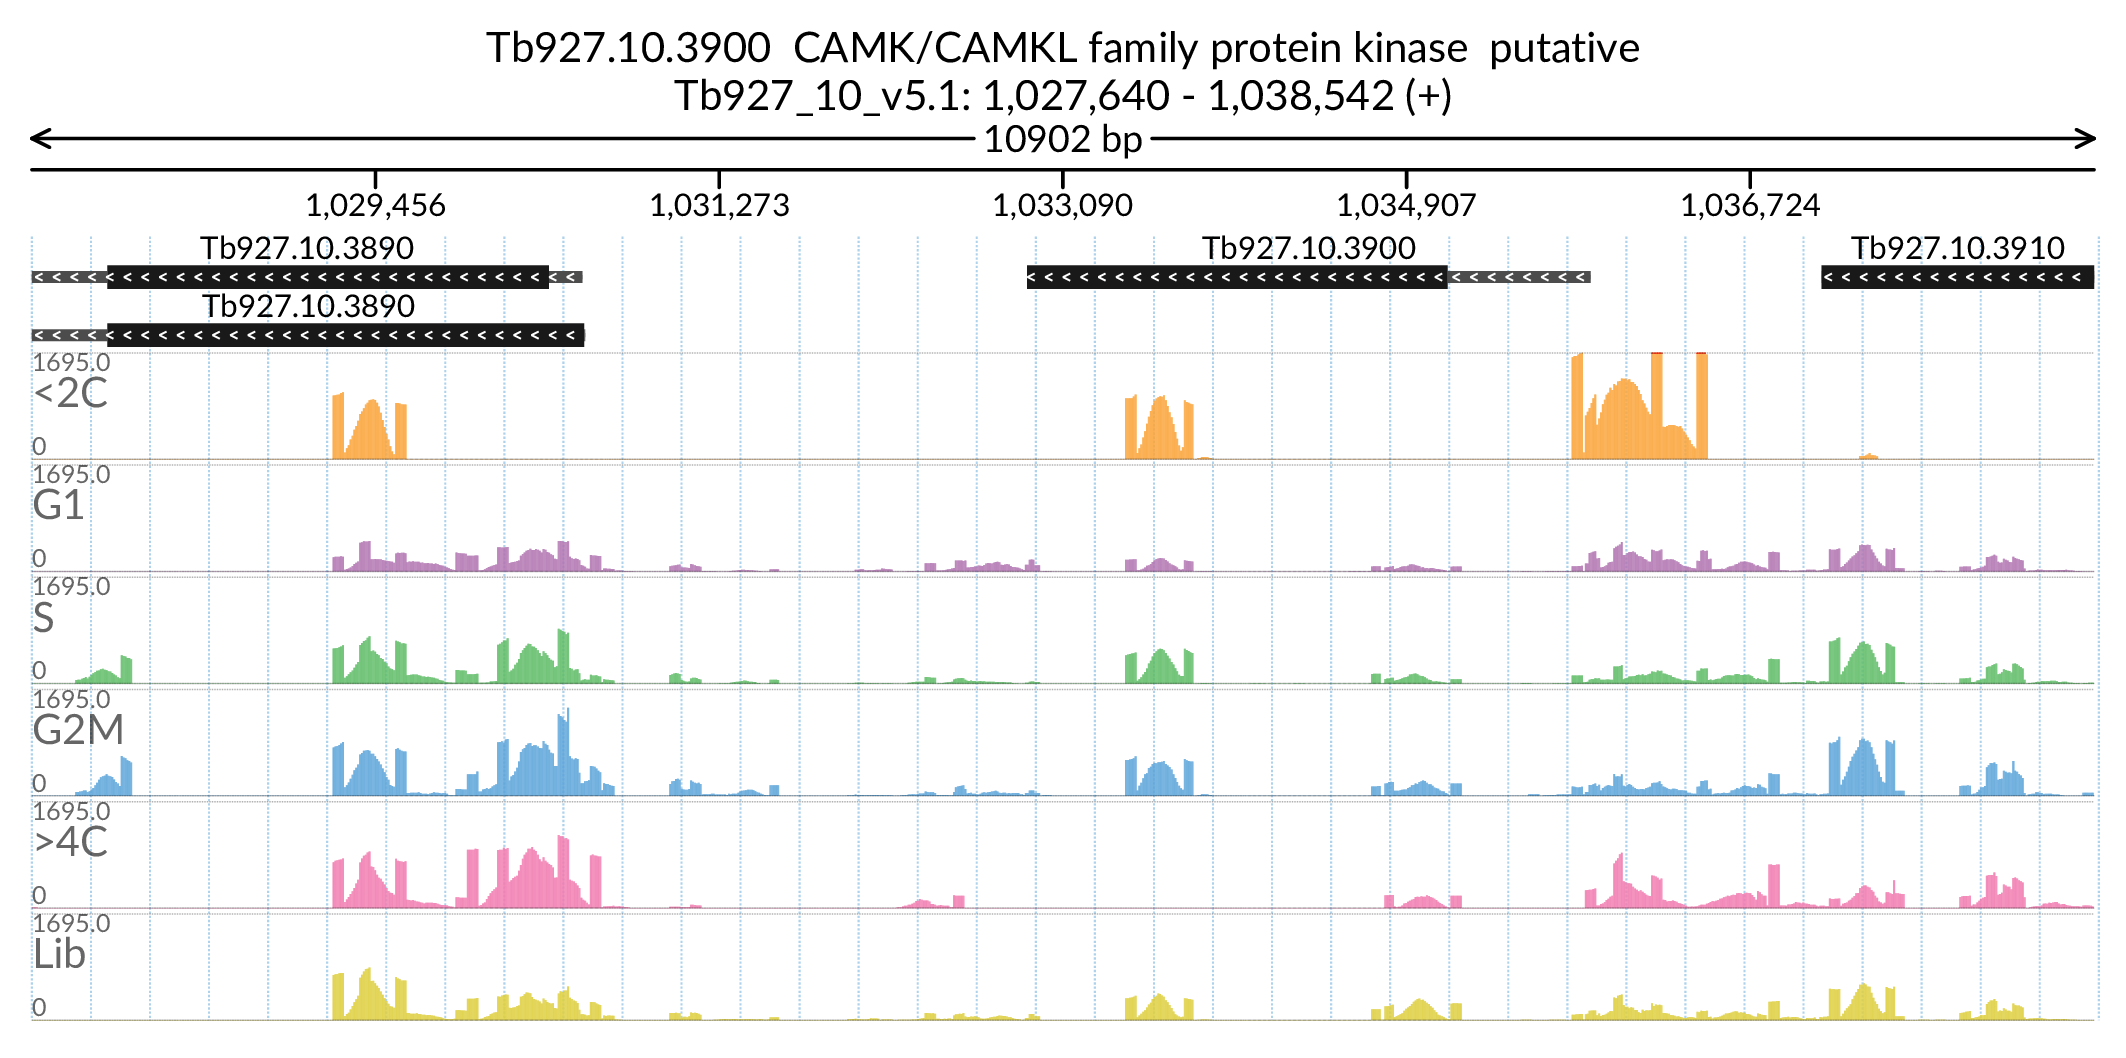 Tb927.10.3900  CAMK/CAMKL family protein kinase  putative
Tb927_10_v5.1: 1,027,640 - 1,038,542 (+)
10902 bp
1,029,456 1,031,273 1,033,090 1,034,907 1,036,724
Tb927.10.3890 Tb927.10.3900 Tb927.10.3910
Tb927.10.3890
1695.0
<2C
0
1695.0
G1
0
1695.0
S
0
1695.0
G2M
0
1695.0
>4C
0
1695.0
Lib
0